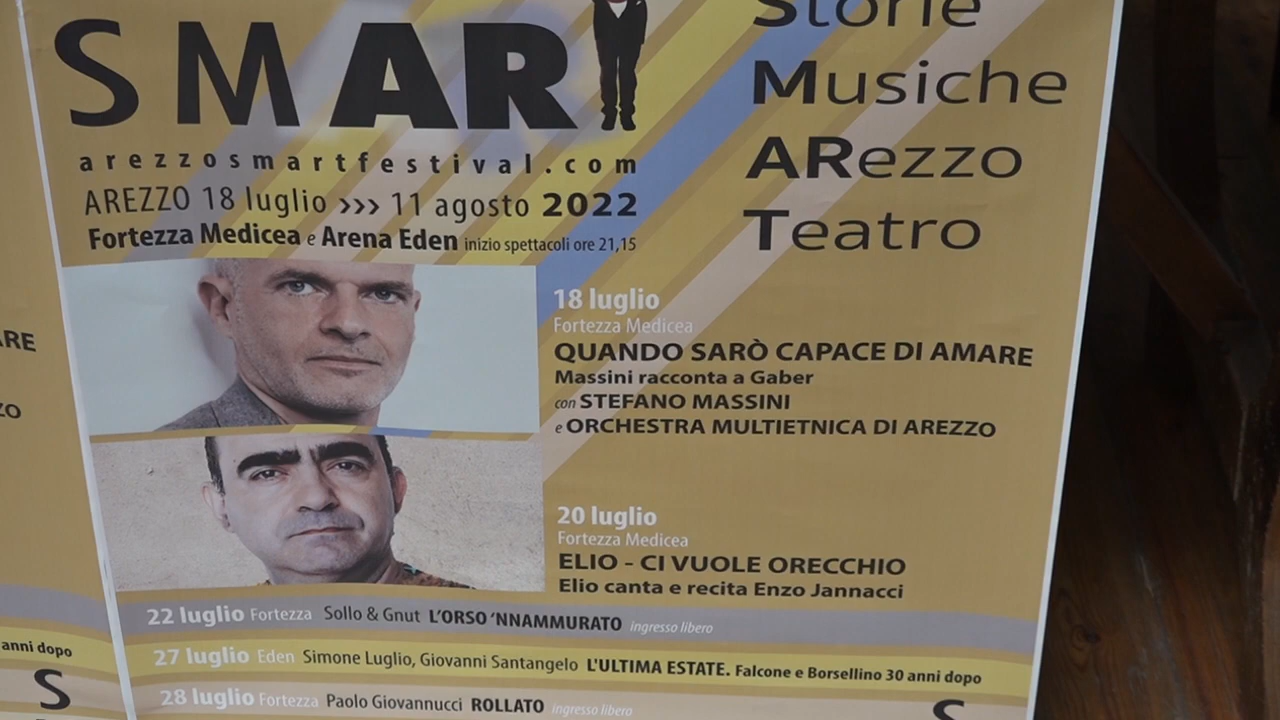 SMAR
arezzosmartfestival.com
AREZZO 18 luglio >>> 11 agosto 2022
Fortezza Medicea e Arena Eden inizio spettacoli ore 21,15
Storie
Musiche
ARezzo
Teatro
18 luglio
Fortezza Medicea
QUANDO SARÒ CAPACE DI AMARE
Massini racconta a Gaber
con STEFANO MASSINI
e ORCHESTRA MULTIETNICA DI AREZZO
20 luglio
Fortezza Medicea
ELIO - CI VUOLE ORECCHIO
Elio canta e recita Enzo Jannacci
22 luglio Fortezza Sollo & Gnut L'ORSO 'NNAMMURATO ingresso libero
27 luglio Eden Simone Luglio, Giovanni Santangelo L'ULTIMA ESTATE. Falcone e Borsellino 30 anni dopo
28 luglio Fortezza Paolo Giovannucci ROLLATO ingresso libero
S
anni dopo
S